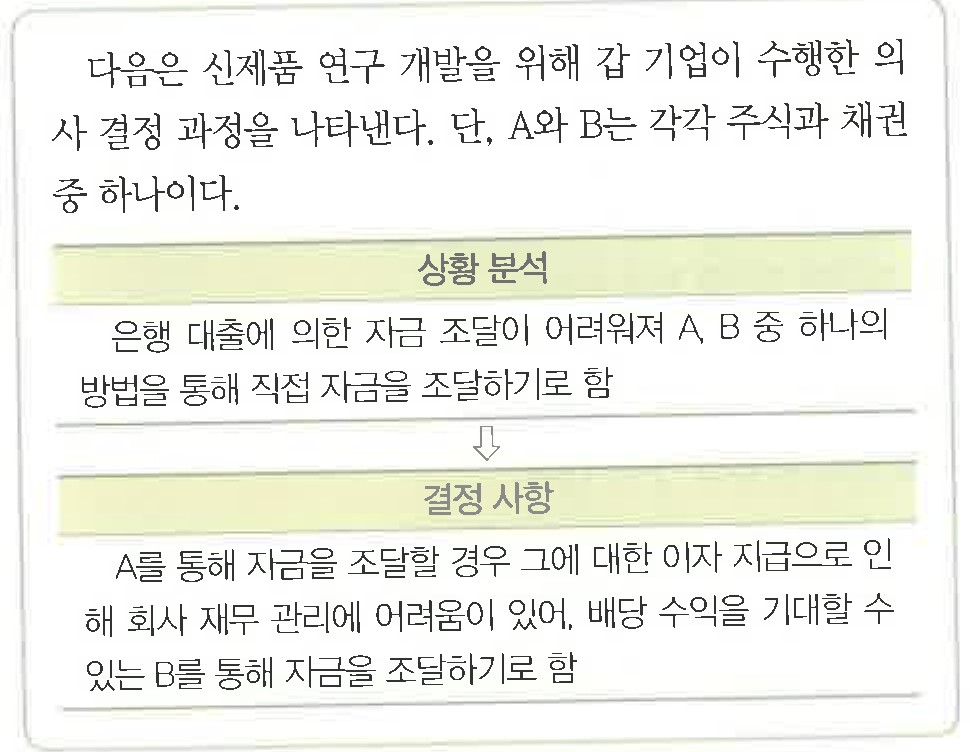 다음은 신제품 연구 개발을 위해 갑 기업이 수행한 의
사 결정 과정을 나타낸다. 단, A와 B는 각각 주식과 채권
중 하나이다.
상황 분석
은행 대출에 의한 자금 조달이 어려워져 A, B 중 하나의
방법을 통해 직접 자금을 조달하기로 함
⇩
결정 사항
A를 통해 자금을 조달할 경우 그에 대한 이자 지급으로 인
해 회사 재무 관리에 어려움이 있어, 배당 수익을 기대할 수
있는 B를 통해 자금을 조달하기로 함